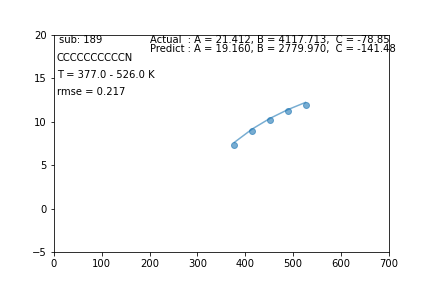 sub: 189
Actual : A = 21.412, B = 4117.713, C = -78.85
Predict : A = 19.160, B = 2779.970, C = -141.48
CCCCCCCCCCN
T = 377.0 - 526.0 K
rmse = 0.217
20
15
10
5
0
−5
0 100 200 300 400 500 600 700